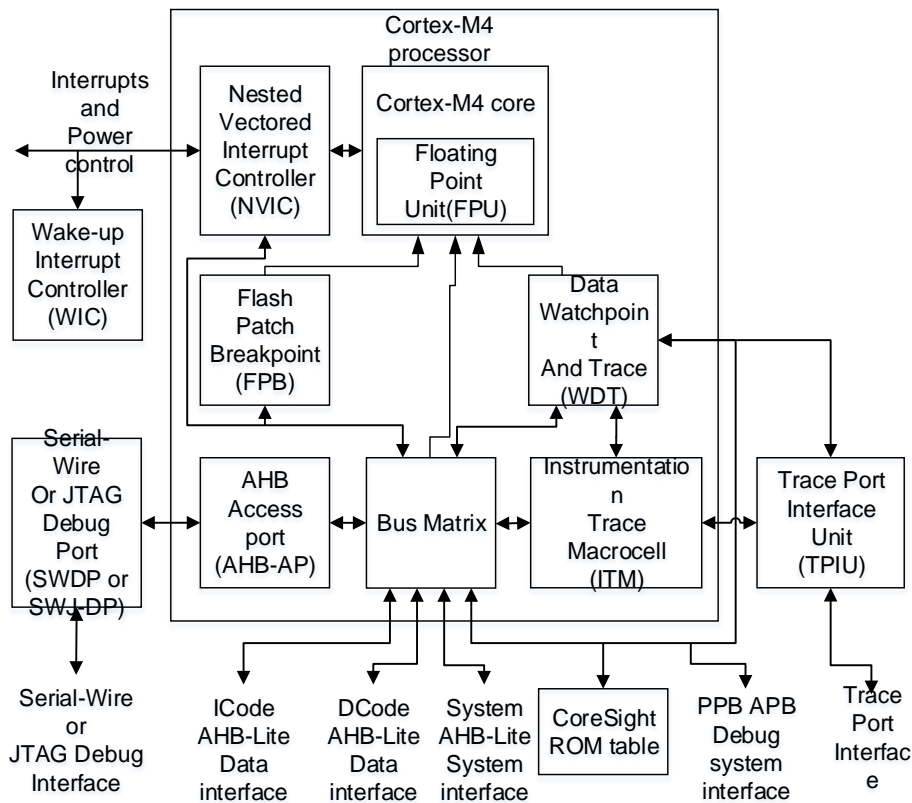 Cortex-M4
processor
Interrupts
and
Power
control
Nested
Vectored
Interrupt
Controller
(NVIC)
Cortex-M4 core
Floating
Point
Unit(FPU)
Wake-up
Interrupt
Controller
(WIC)
Flash
Patch
Breakpoint
(FPB)
Data
Watchpoin
t
And Trace
(WDT)
Serial-
Wire
Or JTAG
Debug
Port
(SWDP or
SWJ-DP)
AHB
Access
port
(AHB-AP)
Bus Matrix
Instrumentatio
n
Trace
Macrocell
(ITM)
Trace Port
Interface
Unit
(TPIU)
Serial-Wire
or
JTAG Debug
Interface
ICode
AHB-Lite
Data
interface
DCode
AHB-Lite
Data
interface
System
AHB-Lite
System
interface
CoreSight
ROM table
PPB APB
Debug
system
interface
Trace
Port
Interfac
e